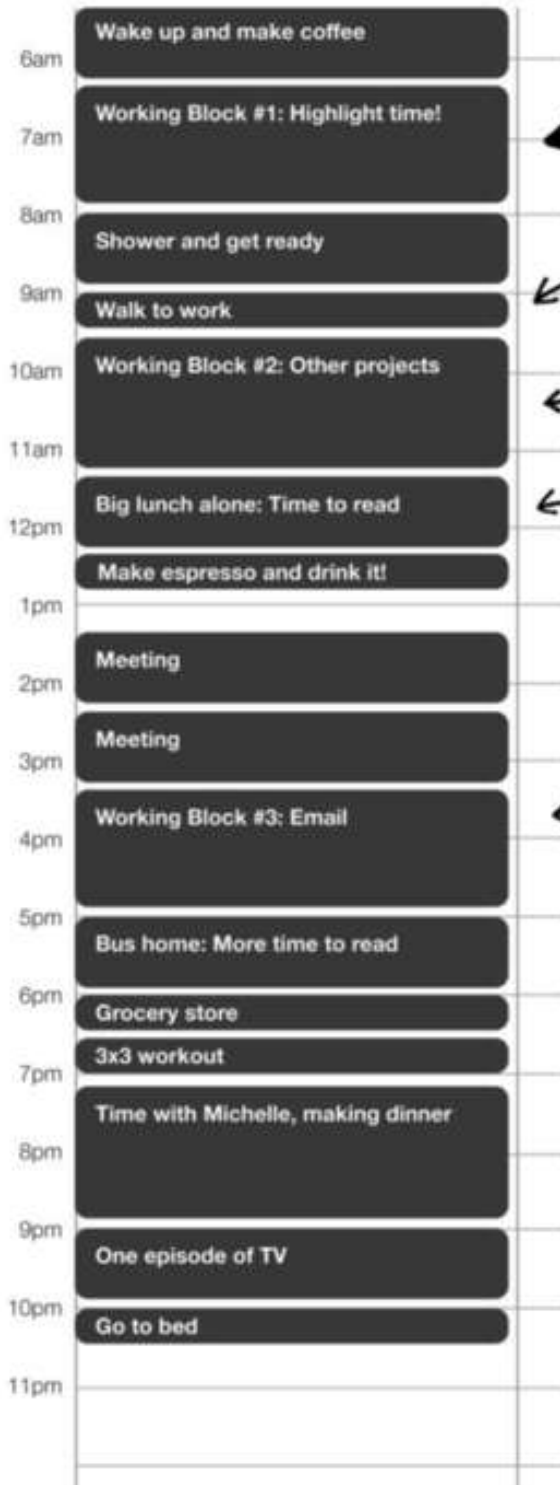 Wake up and make coffee
6am
Working Block #1: Highlight time!
7am
8am
Shower and get ready
9am
Walk to work
Working Block #2: Other projects
10am
11am
Big lunch alone: Time to read
12pm
Make espresso and drink it!
1pm
Meeting
2pm
Meeting
3pm
Working Block #3: Email
4pm
5pm
Bus home: More time to read
6pm
Grocery store
3x3 workout
7pm
Time with Michelle, making dinner
8pm
9pm
One episode of TV
10pm
Go to bed
11pm